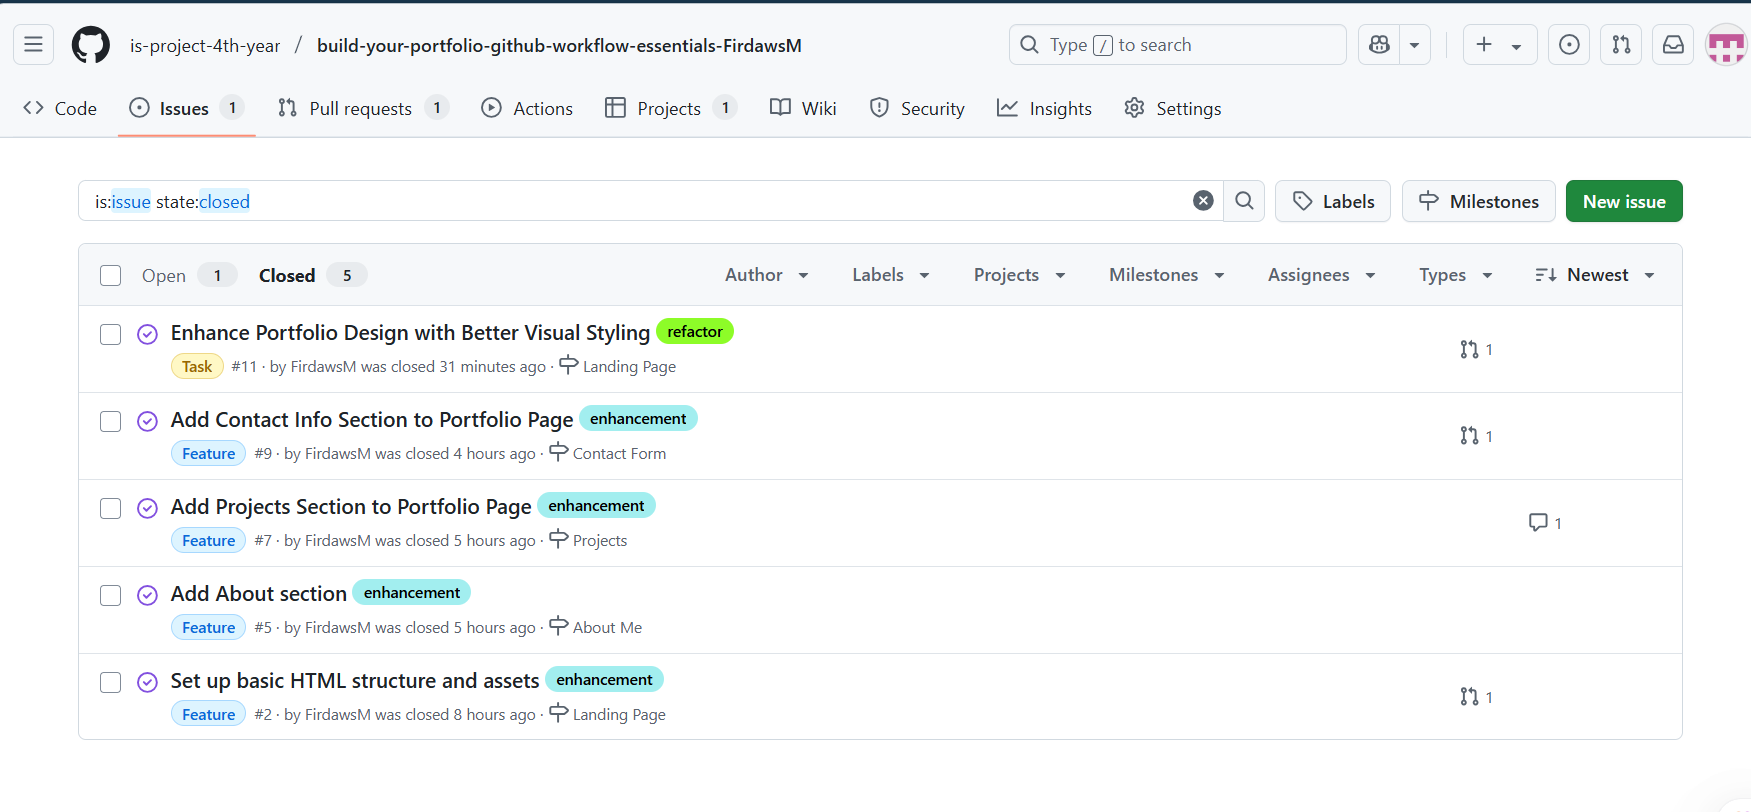 is-project-4th-year / build-your-portfolio-github-workflow-essentials-FirdawsM Type / to search
Code Issues 1 Pull requests 1 Actions Projects 1 Wiki Security Insights Settings
is:issue state:closed Labels Milestones New issue
Open 1 Closed 5 Author Labels Projects Milestones Assignees Types Newest
Enhance Portfolio Design with Better Visual Styling refactor
Task #11 · by FirdawsM was closed 31 minutes ago · Landing Page 1
Add Contact Info Section to Portfolio Page enhancement
Feature #9 · by FirdawsM was closed 4 hours ago · Contact Form 1
Add Projects Section to Portfolio Page enhancement
Feature #7 · by FirdawsM was closed 5 hours ago · Projects 1
Add About section enhancement
Feature #5 · by FirdawsM was closed 5 hours ago · About Me
Set up basic HTML structure and assets enhancement
Feature #2 · by FirdawsM was closed 8 hours ago · Landing Page 1